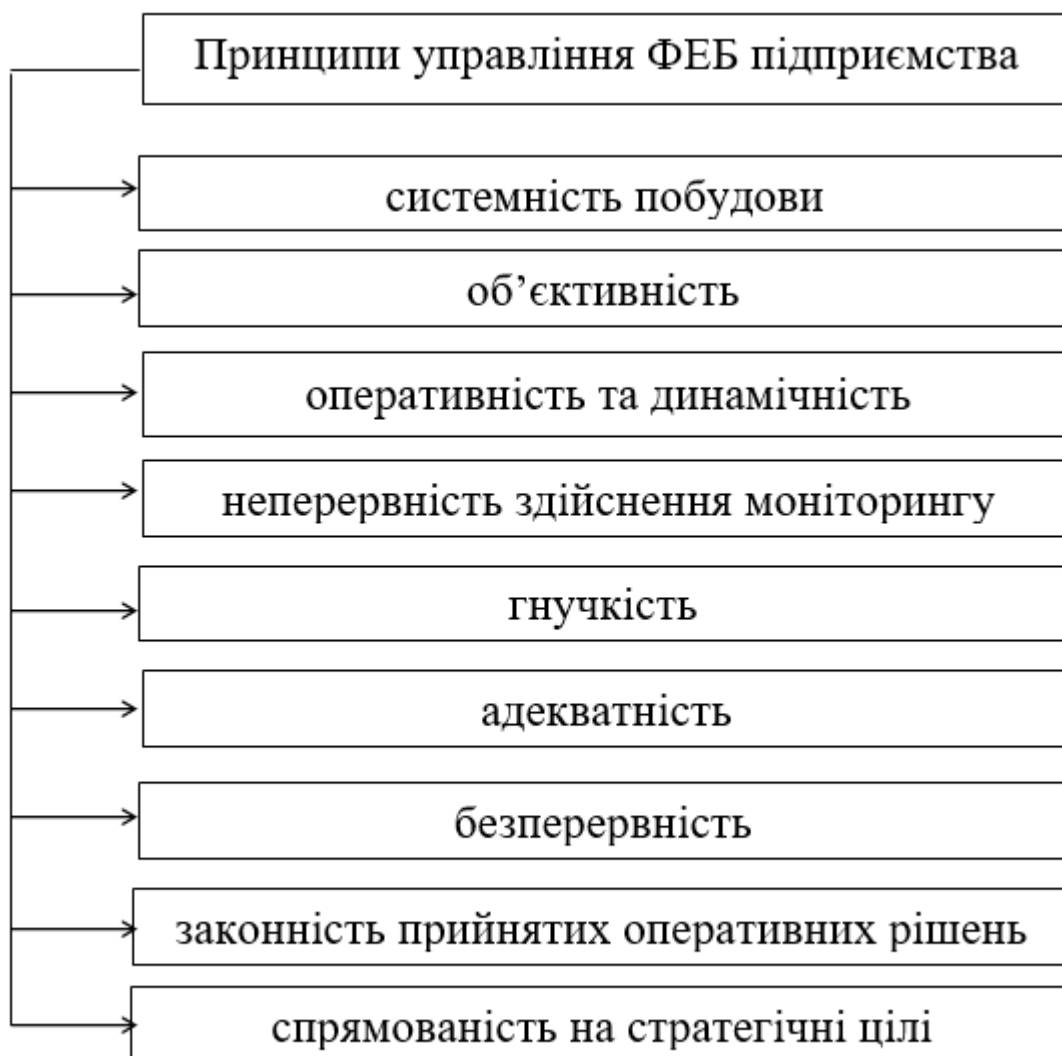 Принципи управління ФЕБ підприємства
системність побудови
об’єктивність
оперативність та динамічність
неперервність здійснення моніторингу
гнучкість
адекватність
безперервність
законність прийнятих оперативних рішень
спрямованість на стратегічні цілі